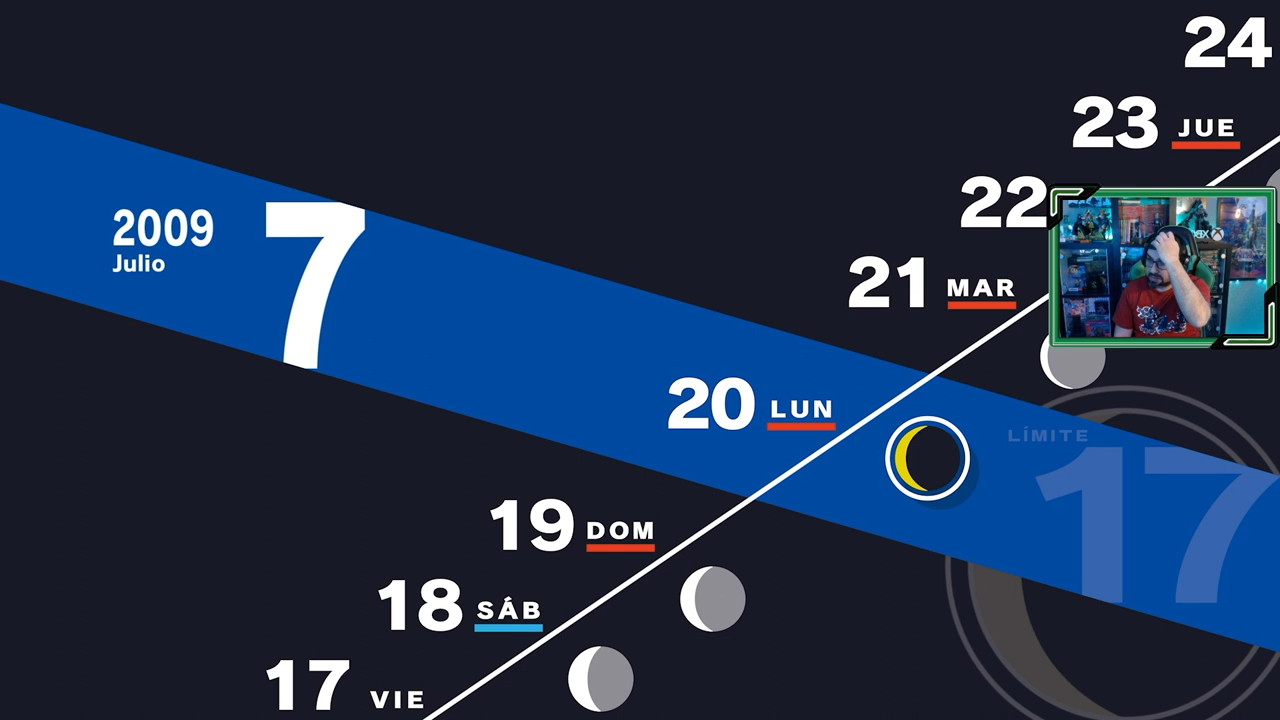 24
23 JUE
22
21 MAR
2009
Julio
7
20 LUN
LÍMITE
17
19 DOM
18 SÁB
17 VIE